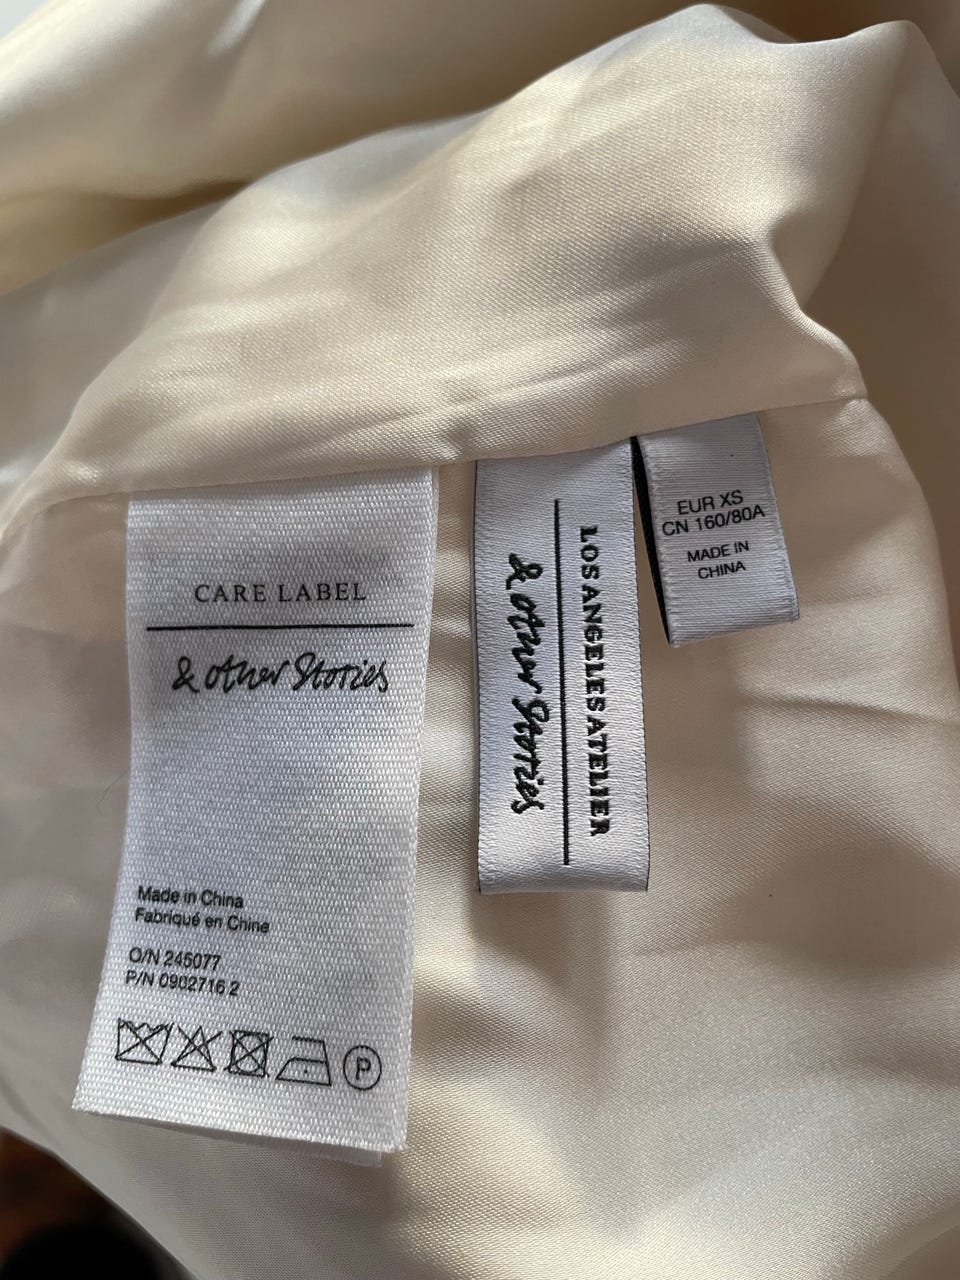 CARE LABEL
& other Stories
Made in China
Fabriqué en Chine
O/N 245077
P/N 0902716 2
P
LOS ANGELES ATELIER
& other Stories
EUR XS
CN 160/80A
MADE IN
CHINA